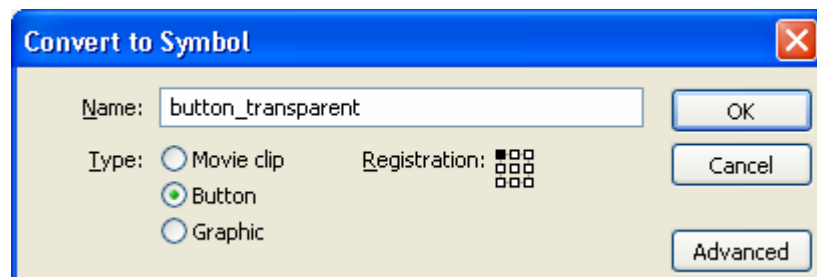 Convert to Symbol
Name: button_transparent OK
Type: Movie clip Registration: Cancel
Button
Graphic
Advanced